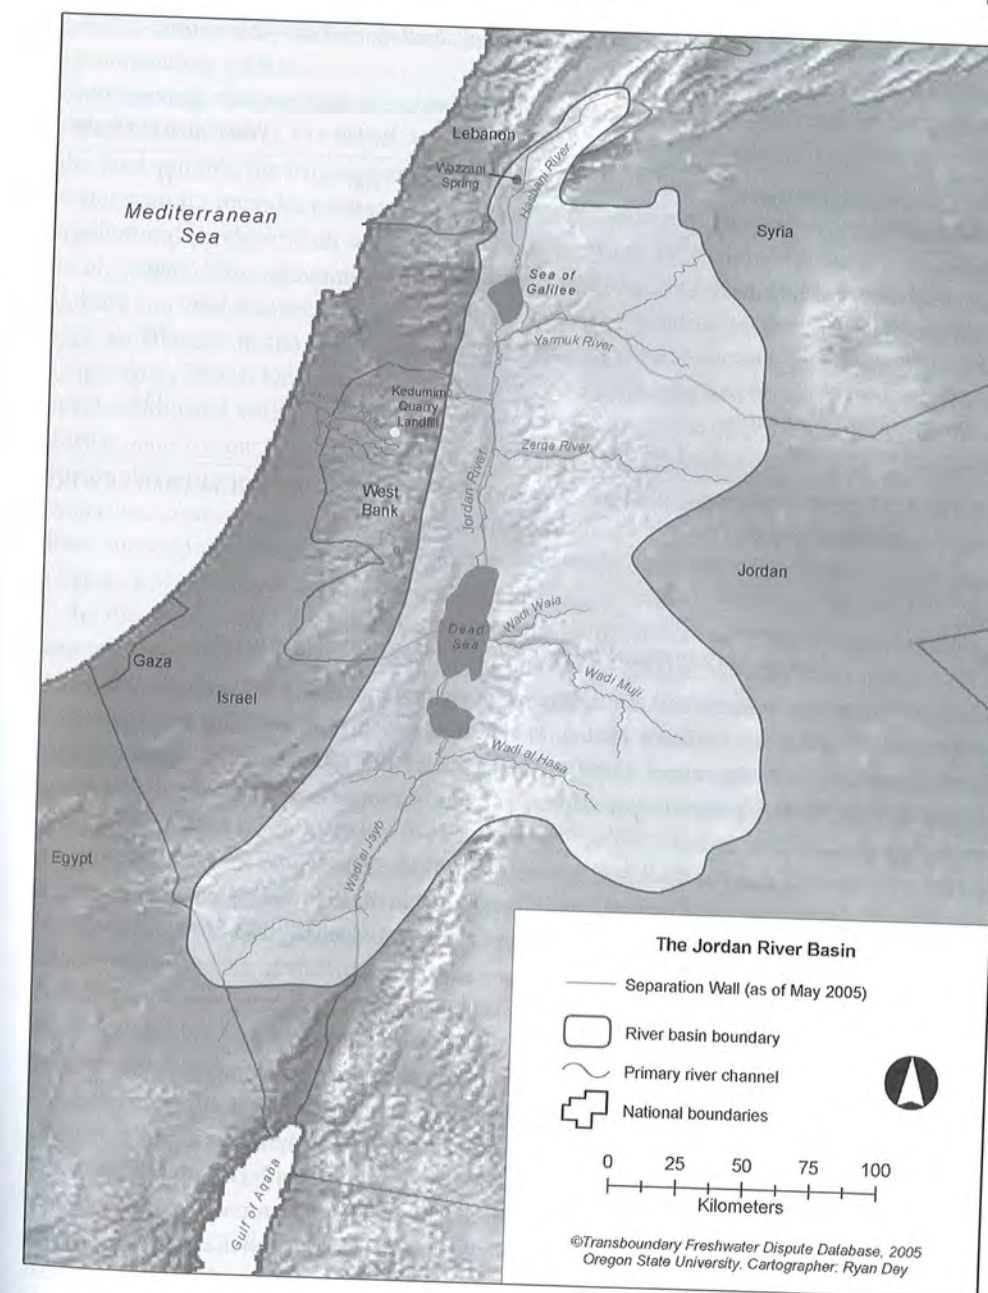 Lebanon
Wazzani
Spring
Hasbani River
Mediterranean
Sea
Syria
Sea of
Galilee
Yarmuk River
Kedumim
Quarry
Landfill
Zarqa River
Jordan River
West
Bank
Jordan
Dead
Sea
Wadi Wala
Wadi Mujr
Gaza
Israel
Wadi al Hasa
Wadi al Jayb
Egypt
Gulf of Aqaba
The Jordan River Basin
Separation Wall (as of May 2005)
River basin boundary
Primary river channel
National boundaries
0 25 50 75 100
Kilometers
©Transboundary Freshwater Dispute Database, 2005
Oregon State University. Cartographer: Ryan Dey